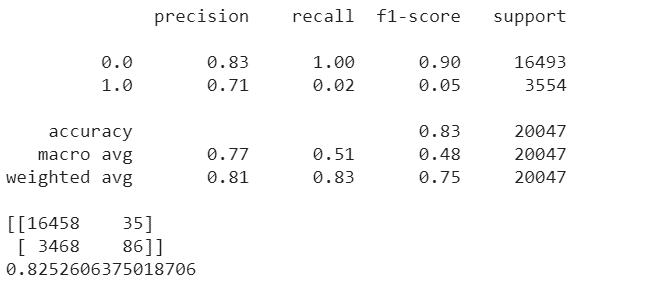 precision recall f1-score support
0.0 0.83 1.00 0.90 16493
1.0 0.71 0.02 0.05 3554
accuracy 0.83 20047
macro avg 0.77 0.51 0.48 20047
weighted avg 0.81 0.83 0.75 20047
[[16458 35]
[ 3468 86]]
0.8252606375018706